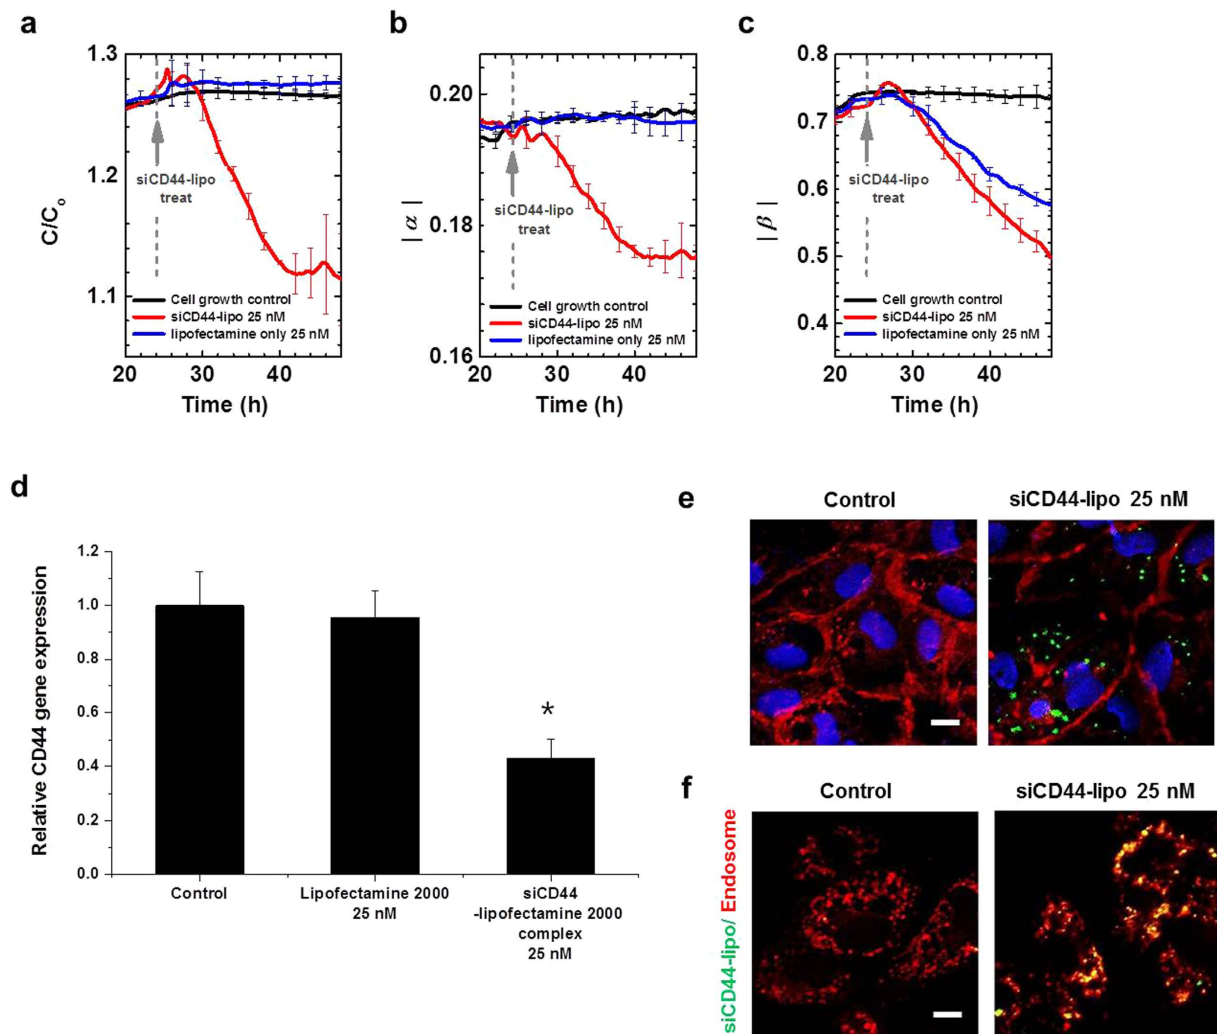 a
1.3
1.2
1.1
C/Co
siCD44-lipo
treat
Cell growth control
siCD44-lipo 25 nM
lipofectamine only 25 nM
20
30
40
Time (h)
b
0.20
0.18
0.16
|α|
siCD44-lipo
treat
Cell growth control
siCD44-lipo 25 nM
lipofectamine only 25 nM
20
30
40
Time (h)
c
0.8
0.7
0.6
0.5
0.4
|β|
siCD44-lipo
treat
Cell growth control
siCD44-lipo 25 nM
lipofectamine only 25 nM
20
30
40
Time (h)
d
Relative CD44 gene expression
1.2
1.0
0.8
0.6
0.4
0.2
0.0
*
Control
Lipofectamine 2000
25 nM
siCD44
-lipofectamine 2000
complex
25 nM
e
Control
siCD44-lipo 25 nM
f
Control
siCD44-lipo 25 nM
siCD44-lipo/ Endosome